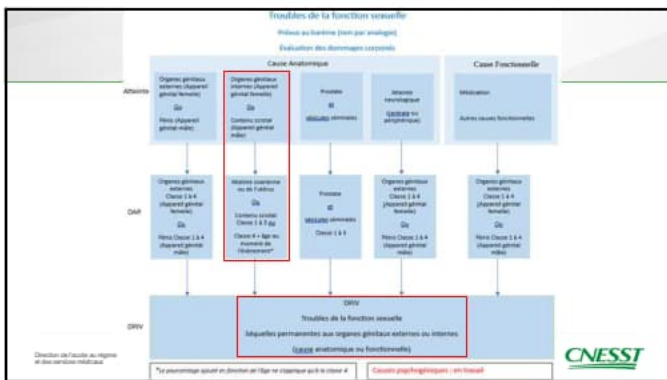 Troubles de la fonction sexuelle
Prévus au barème (item par analogie)
Évaluation des dommages corporels
Cause Anatomique
Cause Fonctionnelle
Atteinte
Organes génitaux
externes (Appareil
génital femelle)
Ou
Pénis (Appareil
génital mâle)
Organes génitaux
internes (Appareil
génital femelle)
Ou
Contenu scrotal
(Appareil génital
mâle)
Prostate
et
vésicules séminales
Atteinte
neurologique
(centrale ou
périphérique)
Médication
Autres causes fonctionnelles
DAP
Organes génitaux
externes
Classe 1 à 4
(Appareil génital
femelle)
Ou
Pénis Classe 1 à 4
(Appareil génital
mâle)
ovarienne
ou de l'utérus
Ou
Contenu scrotal
Classe 1 à 3 ou
Classe 4 + âge au
moment de
l'événement*
Prostate
et
vésicules séminales
Classe 1 à 3
Organes génitaux
externes
Classe 1 à 4
(Appareil génital
femelle)
Ou
Pénis Classe 1 à 4
(Appareil génital
mâle)
Organes génitaux
externes
Classe 1 à 4
(Appareil génital
femelle)
Ou
Pénis Classe 1 à 4
(Appareil génital
mâle)
DRIV
DRIV
Troubles de la fonction sexuelle
Séquelles permanentes aux organes génitaux externes ou internes
(cause anatomique ou fonctionnelle)
Direction de l'accès au régime
et des services médicaux
*Le pourcentage ajouté en fonction de l'âge ne s'applique qu'à la classe 4
Causes psychogéniques : en travail
CNESST